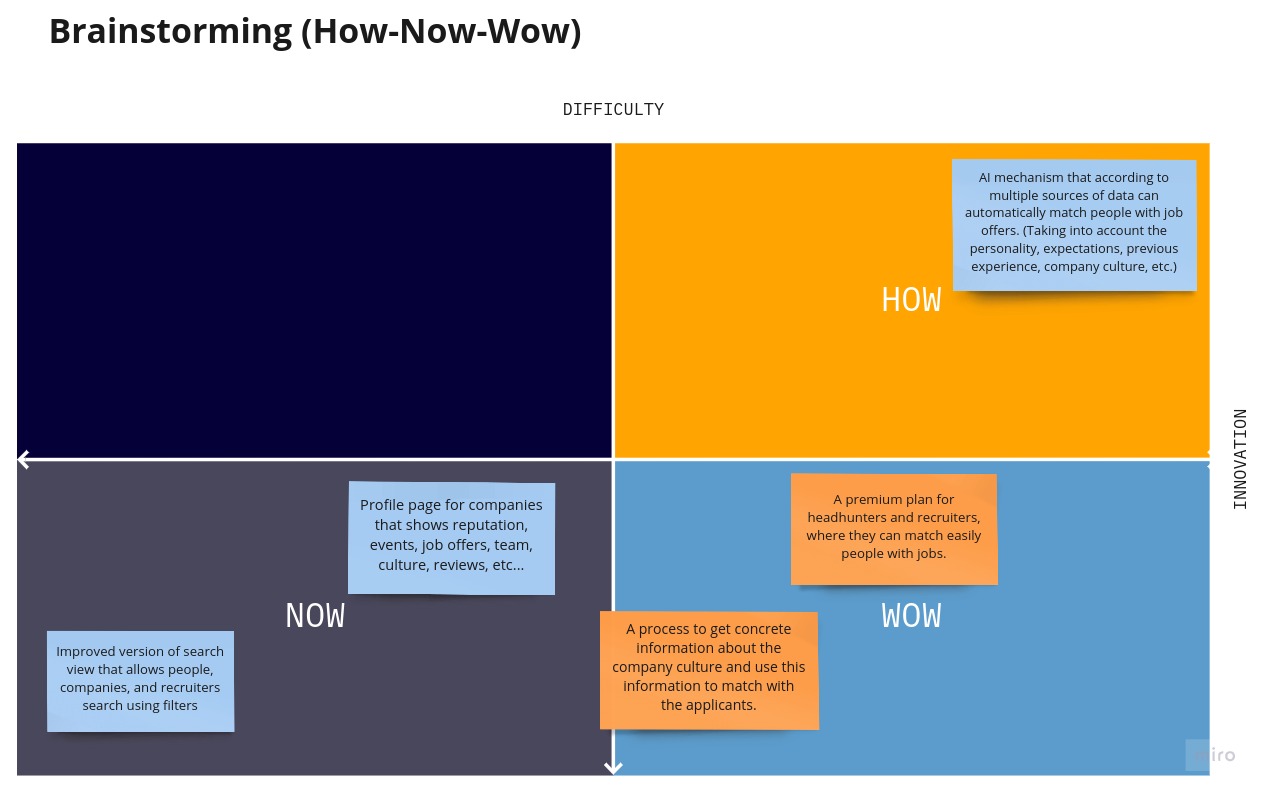 Brainstorming (How-Now-Wow)
DIFFICULTY
AI mechanism that according to
multiple sources of data can
automatically match people with job
offers. (Taking into account the
personality, expectations, previous
experience, company culture, etc.)
HOW
INNOVATION
Profile page for companies
that shows reputation,
events, job offers, team,
culture, reviews, etc...
NOW
Improved version of search
view that allows people,
companies, and recruiters
search using filters
A premium plan for
headhunters and recruiters,
where they can match easily
people with jobs.
WOW
A process to get concrete
information about the
company culture and use this
information to match with
the applicants.
miro